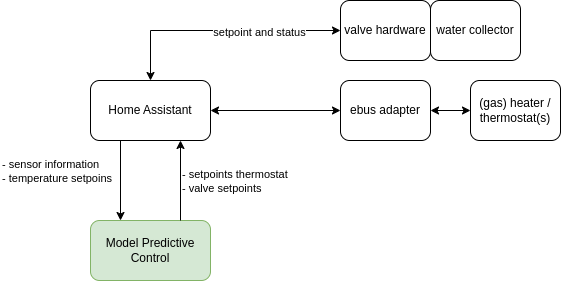 setpoint and status
valve hardware
water collector
Home Assistant
ebus adapter
(gas) heater /
thermostat(s)
- sensor information
- temperature setpoins
- setpoints thermostat
- valve setpoints
Model Predictive
Control